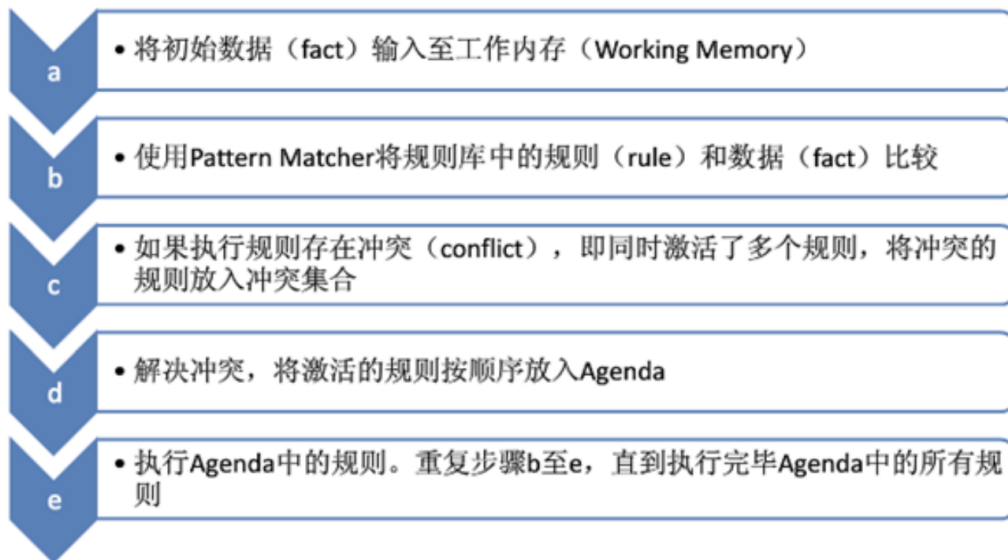 a
• 将初始数据（fact）输入至工作内存（Working Memory）
b
• 使用Pattern Matcher将规则库中的规则（rule）和数据（fact）比较
c
• 如果执行规则存在冲突（conflict），即同时激活了多个规则，将冲突的
规则放入冲突集合
d
• 解决冲突，将激活的规则按顺序放入Agenda
e
• 执行Agenda中的规则。重复步骤b至e，直到执行完毕Agenda中的所有规
则